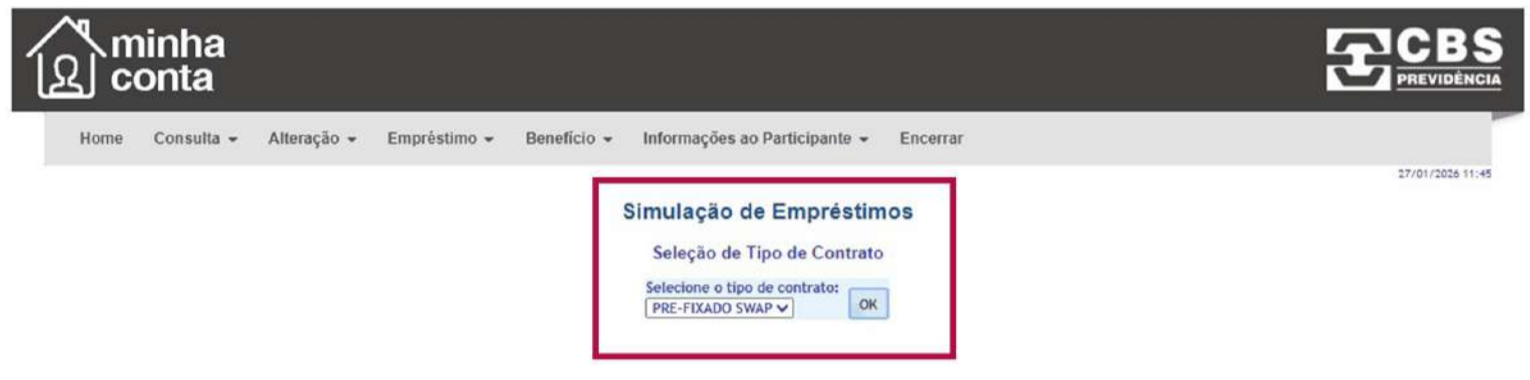 minha
conta
CBS
PREVIDÊNCIA
Home Consulta Alteração Empréstimo Benefício Informações ao Participante Encerrar
27/01/2026 11:45
Simulação de Empréstimos
Seleção de Tipo de Contrato
Selecione o tipo de contrato:
PRE-FIXADO SWAP OK